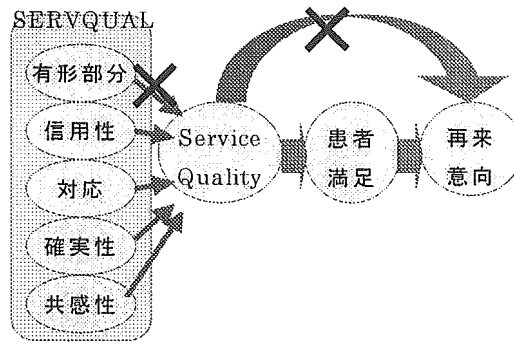 SERVQUAL
有形部分
信用性
対応
確実性
共感性
Service
Quality
患者
満足
再来
意向